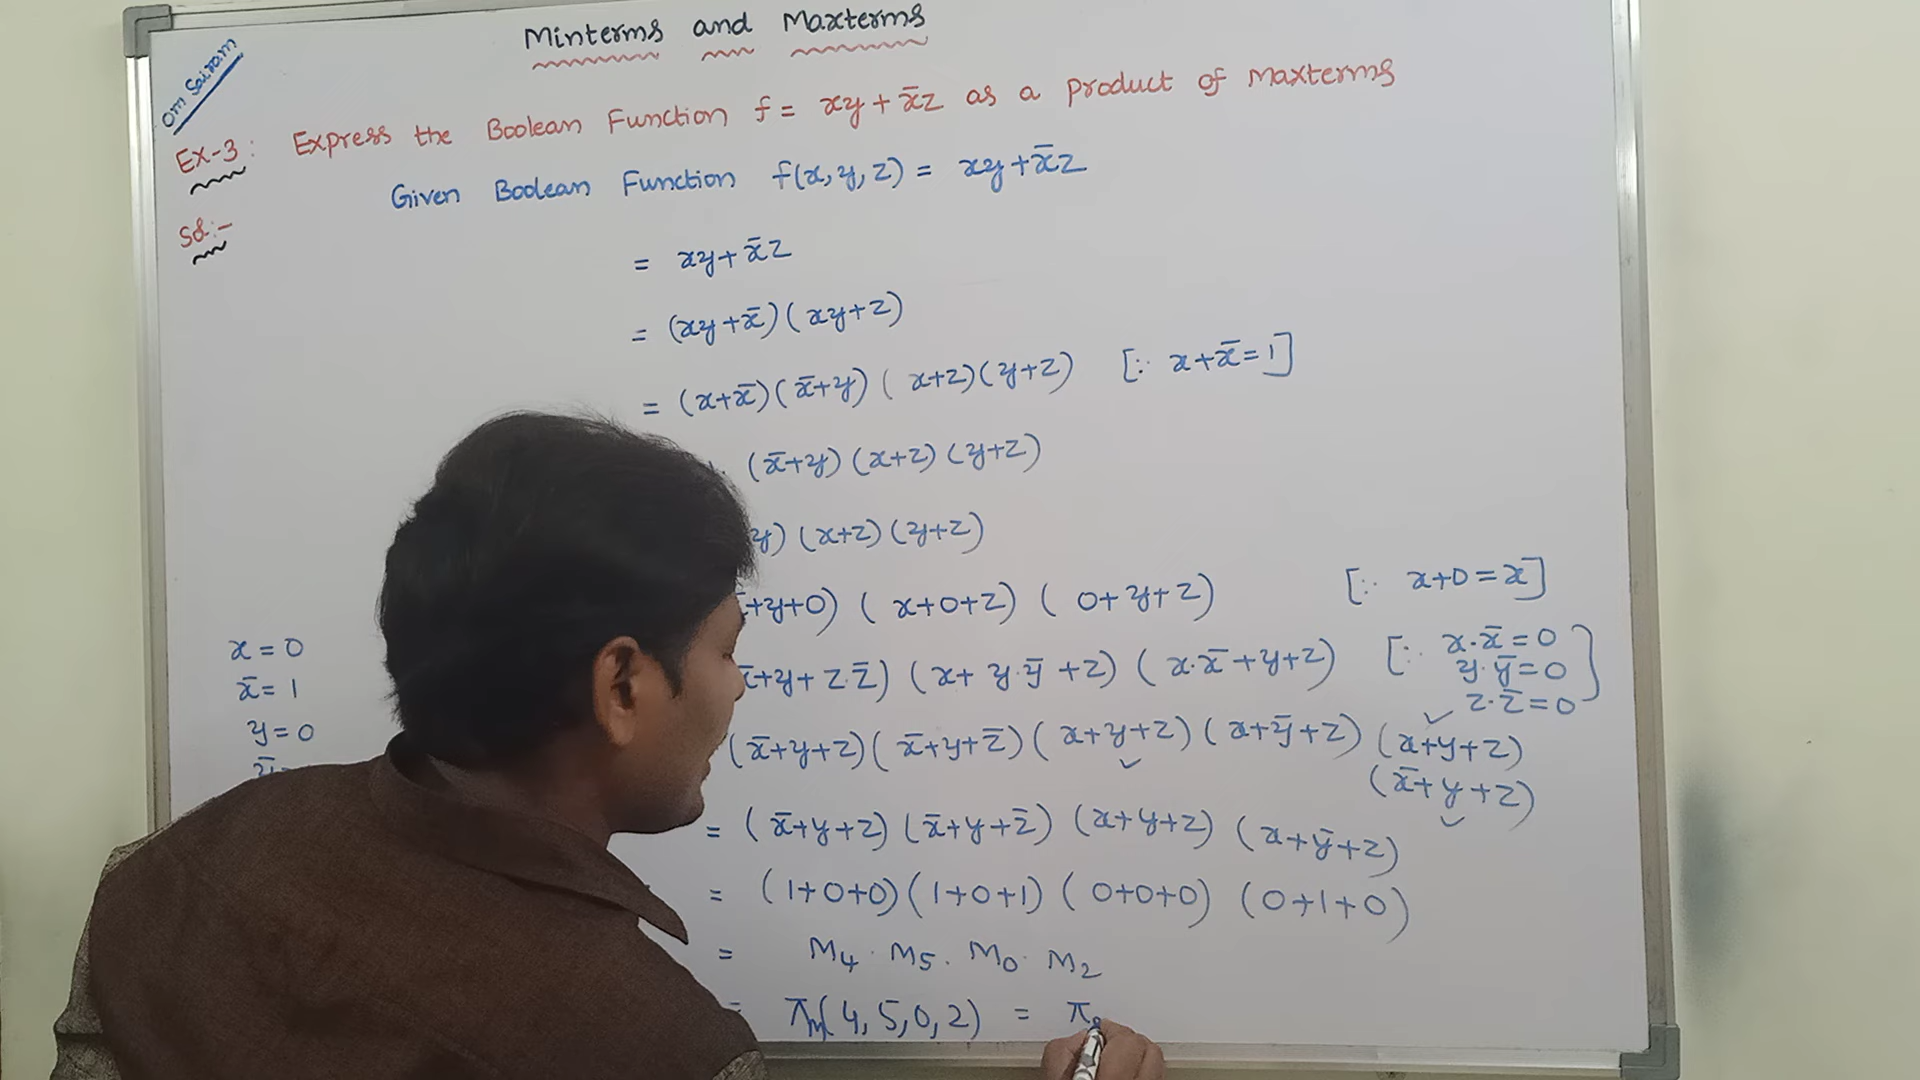 Minterms and Maxterms
Om Sairam
Ex-3: Express the Boolean Function f = xy + x̄z as a product of Maxterms
Sol:-
Given Boolean Function f(x, y, z) = xy + x̄z
= xy + x̄z
= (xy + x̄)(xy + z)
= (x + x̄)(x̄ + y)(x + z)(y + z) [∵ x + x̄ = 1]
(x̄ + y)(x + z)(y + z)
y)(x + z)(y + z)
+ y + 0)(x + 0 + z)(0 + y + z) [∵ x + 0 = x]
x̄ + y + z·z̄)(x + y·ȳ + z)(x·x̄ + y + z) [∵ x·x̄ = 0
y·ȳ = 0
z·z̄ = 0]
(x̄ + y + z)(x̄ + y + z̄)(x + y + z)(x + ȳ + z)(x + y + z)
(x̄ + y + z)
= (x̄ + y + z)(x̄ + y + z̄)(x + y + z)(x + ȳ + z)
= (1 + 0 + 0)(1 + 0 + 1)(0 + 0 + 0)(0 + 1 + 0)
= M4 · M5 · M0 · M2
= πM(4, 5, 0, 2) = π
x = 0
x̄ = 1
y = 0